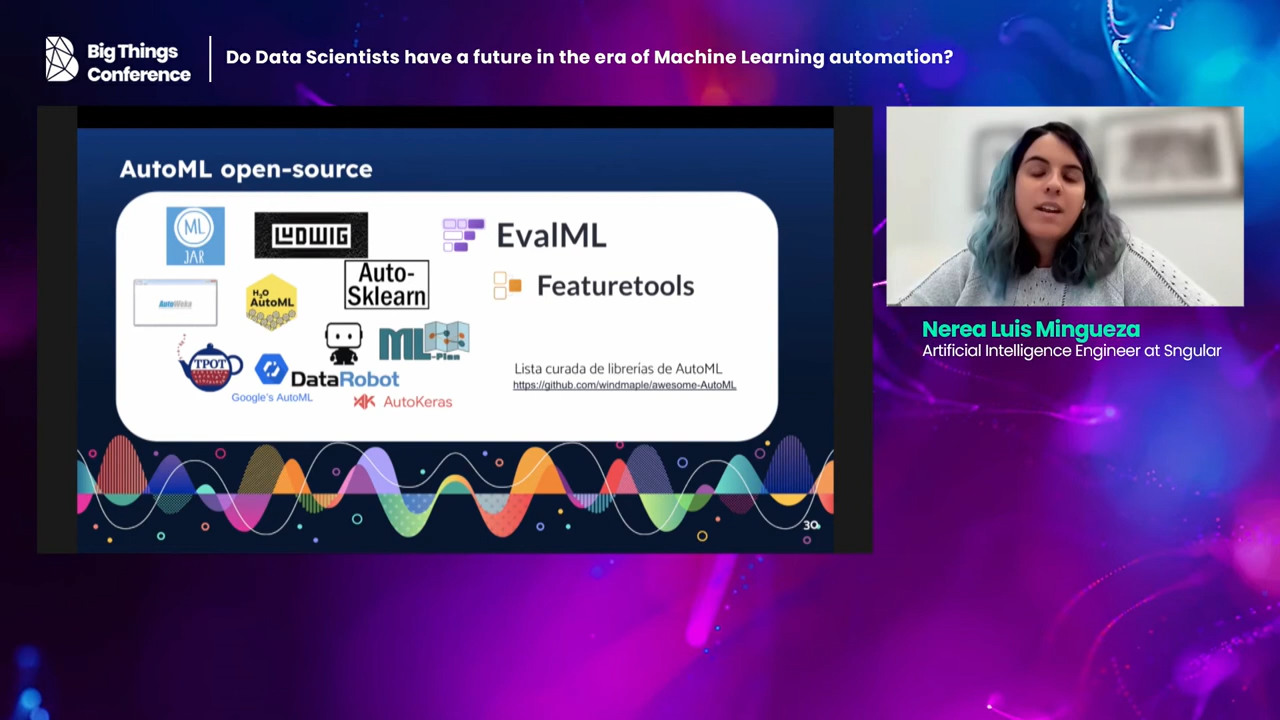 Big Things
Conference
Do Data Scientists have a future in the era of Machine Learning automation?
AutoML open-source
ML
JAR
LUDWIG
EvalML
AutoWeka
H2O
AutoML
Auto-
Sklearn
Featuretools
TPOT
ML
-Plan
DataRobot
Google's AutoML
AutoKeras
Lista curada de librerías de AutoML
https://github.com/windmaple/awesome-AutoML
30
Nerea Luis Mingueza
Artificial Intelligence Engineer at Sngular